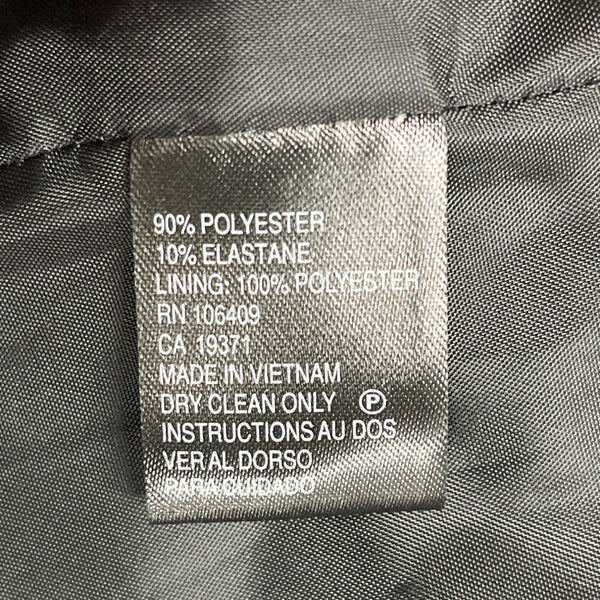 90% POLYESTER
10% ELASTANE
LINING: 100% POLYESTER
RN 106409
CA 19371
MADE IN VIETNAM
DRY CLEAN ONLY Ⓟ
INSTRUCTIONS AU DOS
VER AL DORSO
PARA CUIDADO